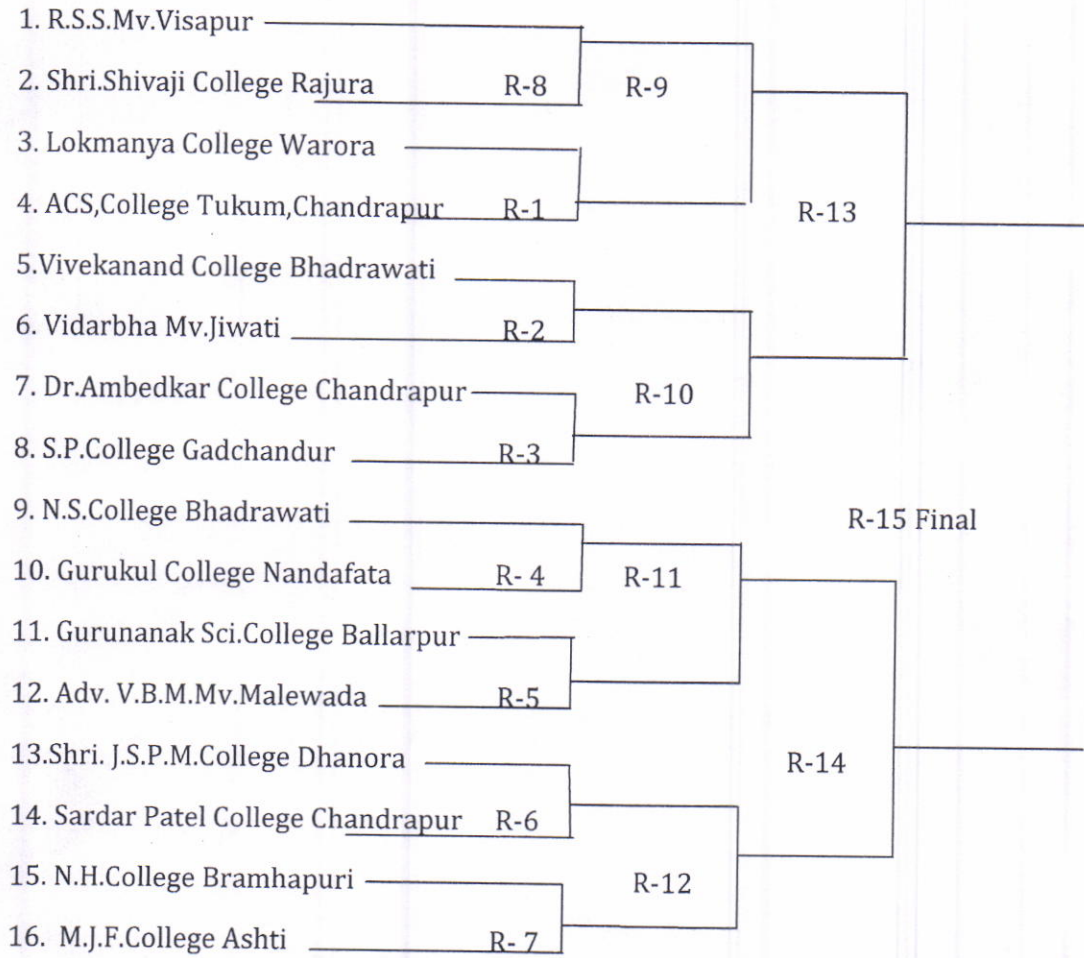 1. R.S.S.Mv.Visapur
2. Shri.Shivaji College Rajura R-8 R-9
3. Lokmanya College Warora
4. ACS,College Tukum,Chandrapur R-1 R-13
5.Vivekanand College Bhadrawati
6. Vidarbha Mv.Jiwati R-2
7. Dr.Ambedkar College Chandrapur R-10
8. S.P.College Gadchandur R-3
9. N.S.College Bhadrawati R-15 Final
10. Gurukul College Nandafata R- 4 R-11
11. Gurunanak Sci.College Ballarpur
12. Adv. V.B.M.Mv.Malewada R-5
13.Shri. J.S.P.M.College Dhanora R-14
14. Sardar Patel College Chandrapur R-6
15. N.H.College Bramhapuri R-12
16. M.J.F.College Ashti R- 7